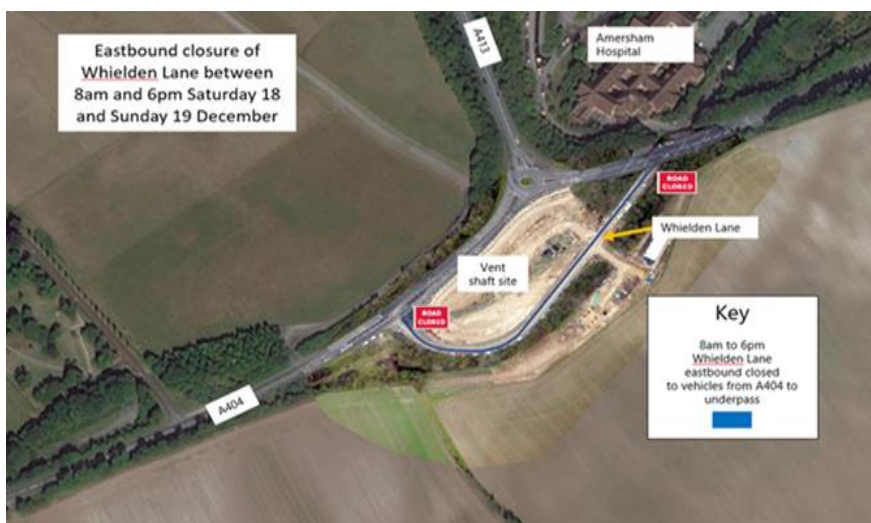 Eastbound closure of
Whielden Lane between
8am and 6pm Saturday 18
and Sunday 19 December
A413
Amersham
Hospital
ROAD
CLOSED
Whielden Lane
Vent
shaft site
ROAD
CLOSED
A404
Key
8am to 6pm
Whielden Lane
eastbound closed
to vehicles from A404 to
underpass